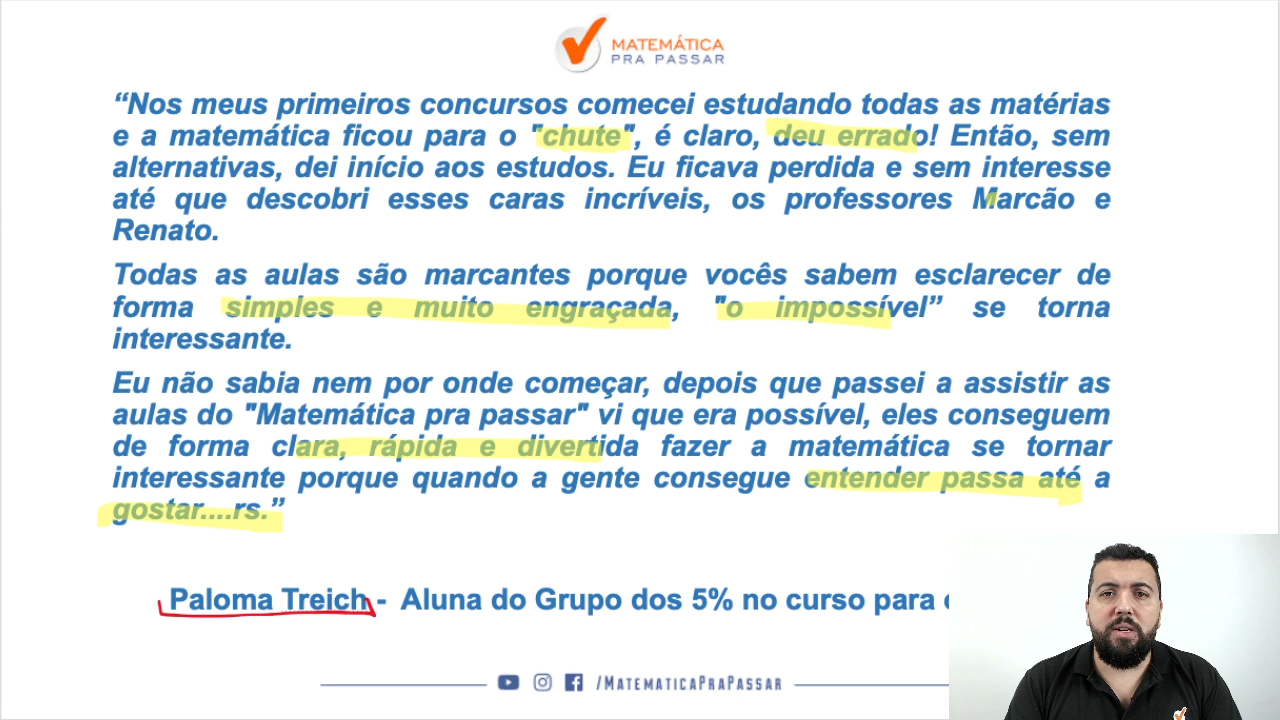 MATEMÁTICA
PRA PASSAR
“Nos meus primeiros concursos comecei estudando todas as matérias
e a matemática ficou para o "chute", é claro, deu errado! Então, sem
alternativas, dei início aos estudos. Eu ficava perdida e sem interesse
até que descobri esses caras incríveis, os professores Marcão e
Renato.
Todas as aulas são marcantes porque vocês sabem esclarecer de
forma simples e muito engraçada, "o impossível” se torna
interessante.
Eu não sabia nem por onde começar, depois que passei a assistir as
aulas do "Matemática pra passar" vi que era possível, eles conseguem
de forma clara, rápida e divertida fazer a matemática se tornar
interessante porque quando a gente consegue entender passa até a
gostar....rs.”
Paloma Treich - Aluna do Grupo dos 5% no curso para
/MATEMATICAPRAPASSAR